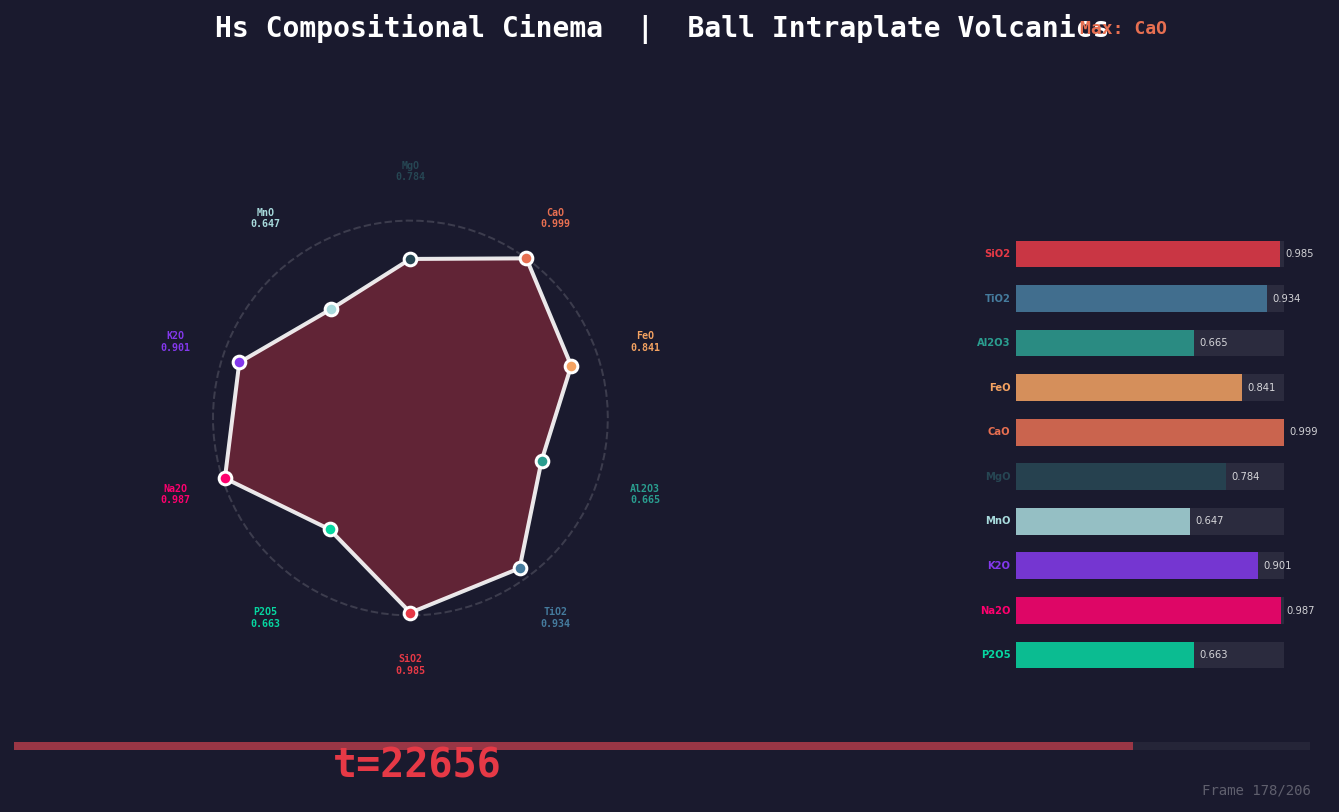 Hs Compositional Cinema | Ball Intraplate Volcanics
Max: CaO
MgO
0.784
MnO
0.647
CaO
0.999
K2O
0.901
FeO
0.841
Na2O
0.987
Al2O3
0.665
P2O5
0.663
TiO2
0.934
SiO2
0.985
SiO2 0.985
TiO2 0.934
Al2O3 0.665
FeO 0.841
CaO 0.999
MgO 0.784
MnO 0.647
K2O 0.901
Na2O 0.987
P2O5 0.663
t=22656
Frame 178/206